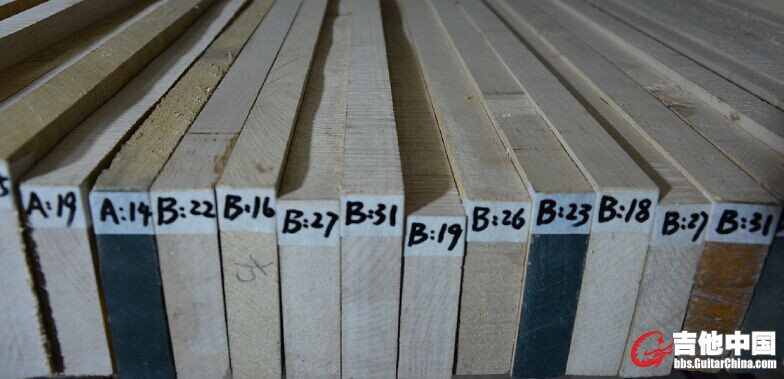 A:19
A:14
B:22
B:16
B:27
B:31
B:19
B:26
B:23
B:18
B:27
B:31
吉他中国
bbs.GuitarChina.com